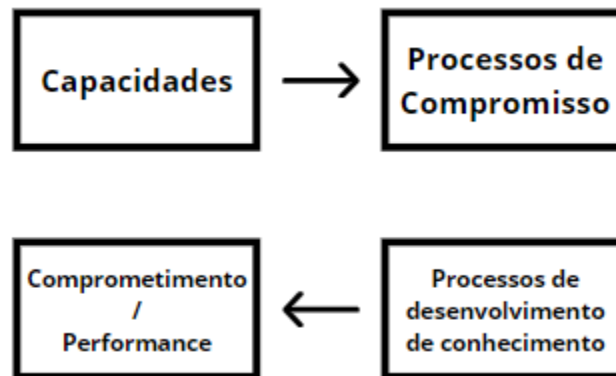 Capacidades
Processos de
Compromisso
Comprometimento
/
Performance
Processos de
desenvolvimento
de conhecimento